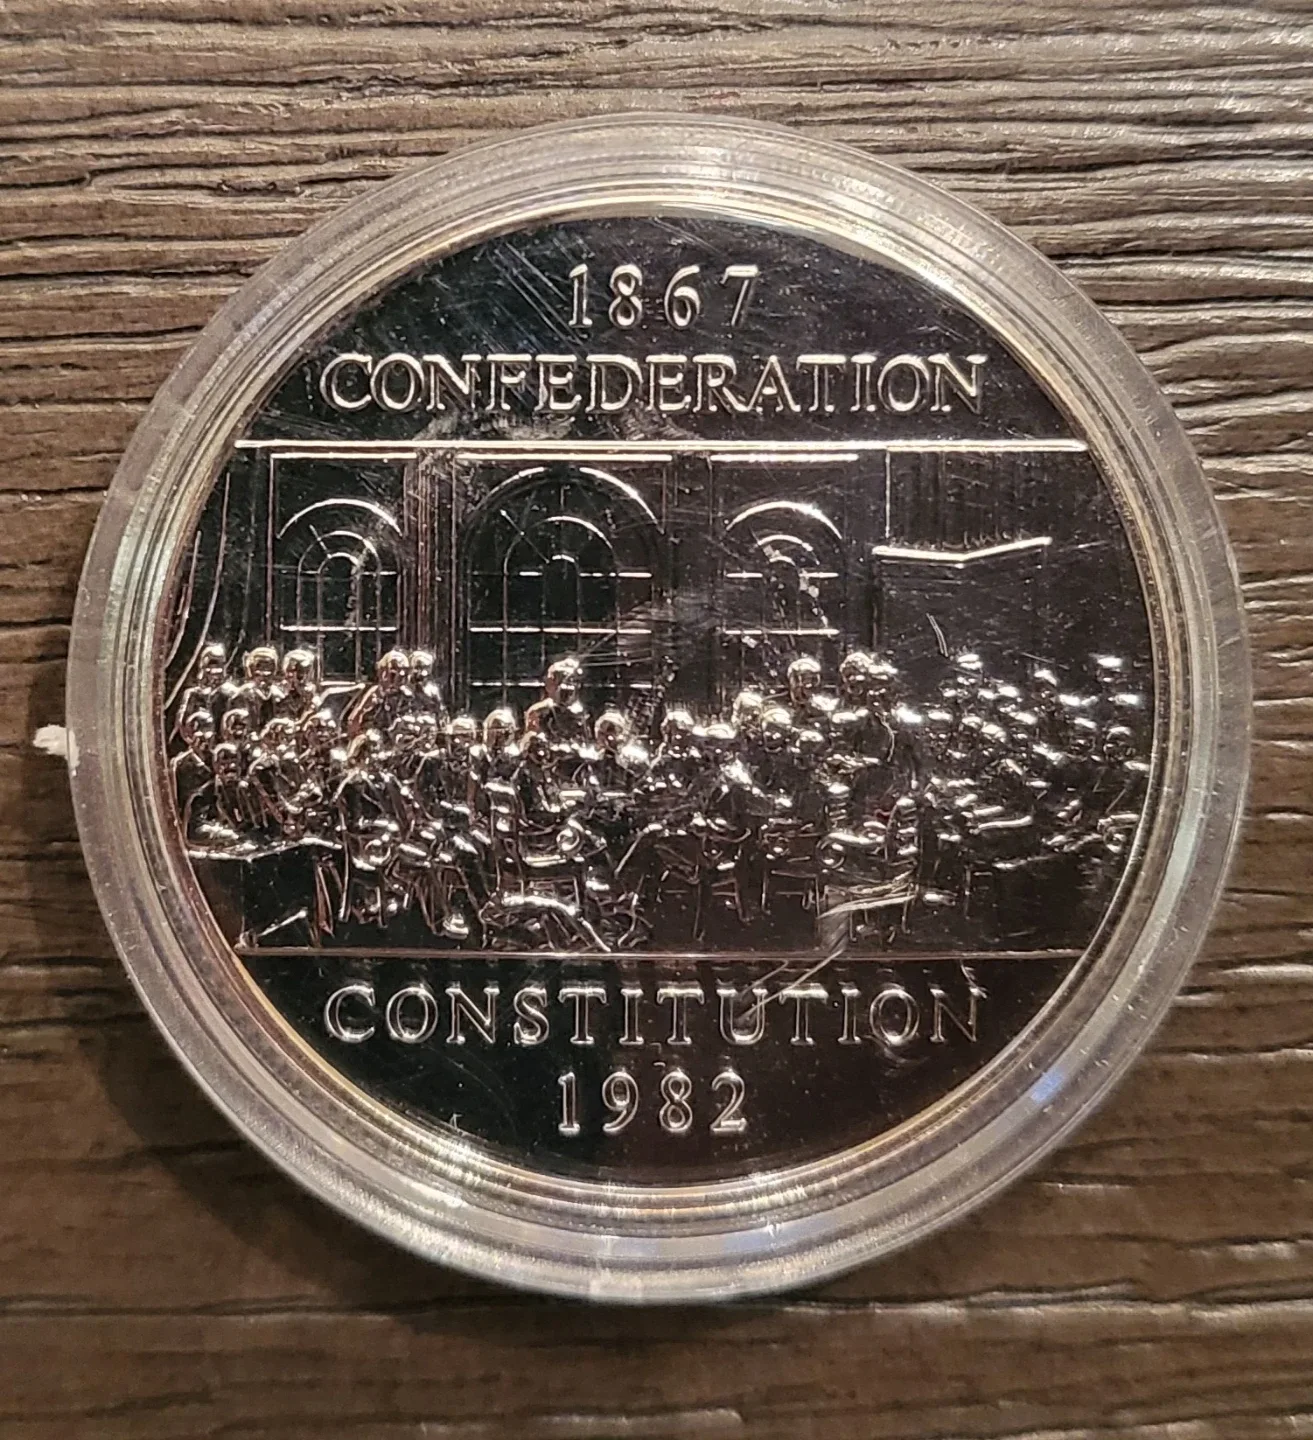 1867
CONFEDERATION
CONSTITUTION
1982